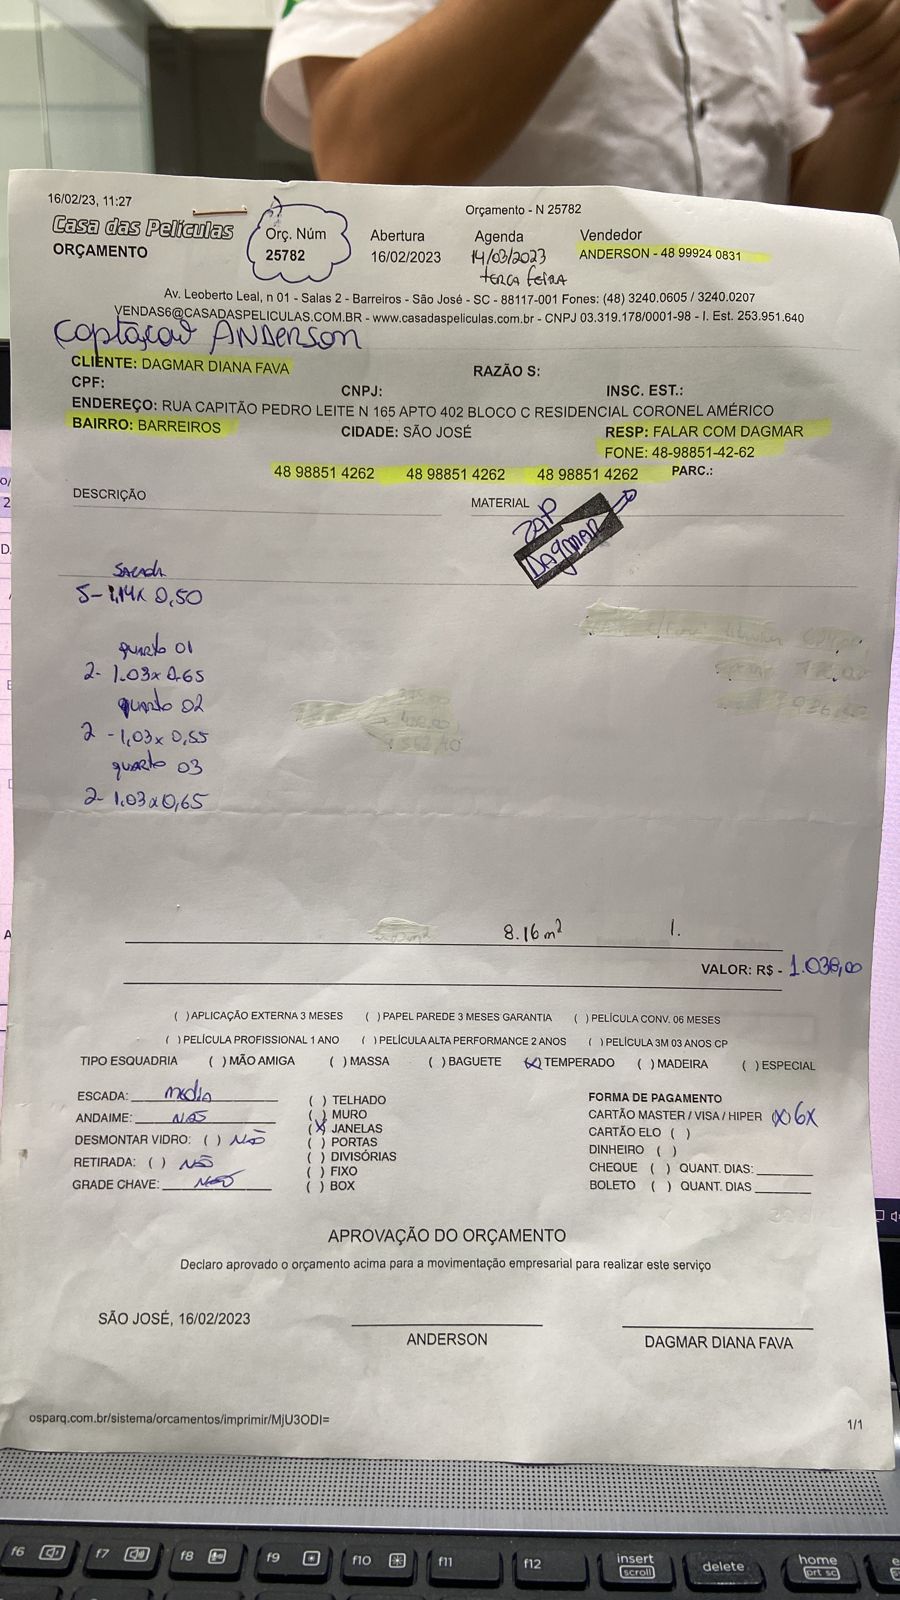 16/02/23, 11:27
Orçamento - N 25782
Casa das Películas
ORÇAMENTO
Orç. Núm
25782
Abertura
16/02/2023
Agenda
14/03/2023
terça feira
Vendedor
ANDERSON - 48 99924 0831
Av. Leoberto Leal, n 01 - Salas 2 - Barreiros - São José - SC - 88117-001 Fones: (48) 3240.0605 / 3240.0207
VENDAS6@CASADASPELICULAS.COM.BR - www.casadaspeliculas.com.br - CNPJ 03.319.178/0001-98 - I. Est. 253.951.640
ANDERSON
CLIENTE: DAGMAR DIANA FAVA RAZÃO S:
CPF: CNPJ: INSC. EST.:
ENDEREÇO: RUA CAPITÃO PEDRO LEITE N 165 APTO 402 BLOCO C RESIDENCIAL CORONEL AMÉRICO
BAIRRO: BARREIROS CIDADE: SÃO JOSÉ RESP: FALAR COM DAGMAR
FONE: 48-98851-42-62
48 98851 4262 48 98851 4262 48 98851 4262 PARC.:
DESCRIÇÃO MATERIAL
ZAP
DAGMAR
Sacada
5- 1,14 x 0,50
quarto 01
2- 1.03 x 0.65
quarto 02
2 - 1,03 x 0,55
quarto 03
2- 1.03 x 0,65
8.16 m² 1.
VALOR: R$ - 1.038,00
( ) APLICAÇÃO EXTERNA 3 MESES ( ) PAPEL PAREDE 3 MESES GARANTIA ( ) PELÍCULA CONV. 06 MESES
( ) PELÍCULA PROFISSIONAL 1 ANO ( ) PELÍCULA ALTA PERFORMANCE 2 ANOS ( ) PELÍCULA 3M 03 ANOS CP
TIPO ESQUADRIA ( ) MÃO AMIGA ( ) MASSA ( ) BAGUETE (X) TEMPERADO ( ) MADEIRA ( ) ESPECIAL
ESCADA: media
ANDAIME: NÃO
DESMONTAR VIDRO: ( ) NÃO
RETIRADA: ( ) NÃO
GRADE CHAVE: NÃO
( ) TELHADO
( ) MURO
(X) JANELAS
( ) PORTAS
( ) DIVISÓRIAS
( ) FIXO
( ) BOX
FORMA DE PAGAMENTO
CARTÃO MASTER / VISA / HIPER (X) 6X
CARTÃO ELO ( )
DINHEIRO ( )
CHEQUE ( ) QUANT. DIAS:
BOLETO ( ) QUANT. DIAS
APROVAÇÃO DO ORÇAMENTO
Declaro aprovado o orçamento acima para a movimentação empresarial para realizar este serviço
SÃO JOSÉ, 16/02/2023
ANDERSON
DAGMAR DIANA FAVA
osparq.com.br/sistema/orcamentos/imprimir/MjU3ODI= 1/1
f6 f7 f8 f9 f10 f11 f12 insert delete home
scroll prt sc